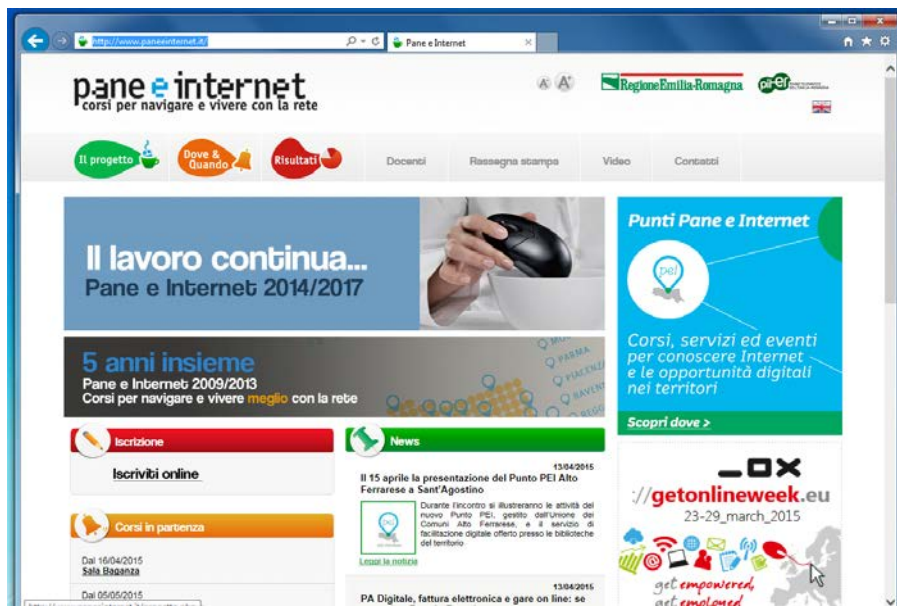 http://www.paneeinternet.it/
Pane e Internet
pane e internet
corsi per navigare e vivere con la rete
A- A+
RegioneEmilia-Romagna
piter
Il progetto
Dove &
Quando
Risultati
Docenti
Rassegna stampa
Video
Contatti
Il lavoro continua...
Pane e Internet 2014/2017
5 anni insieme
Pane e Internet 2009/2013
Corsi per navigare e vivere meglio con la rete
PARMA
PIACENZA
RAVEN
REGG
Iscrizione
Iscriviti online
Corsi in partenza
Dal 16/04/2015
Sala Baganza
Dal 05/05/2015
News
13/04/2015
Il 15 aprile la presentazione del Punto PEI Alto
Ferrarese a Sant'Agostino
pei
Durante l'incontro si illustreranno le attività del
nuovo Punto PEI, gestito dall'Unione dei
Comuni Alto Ferrarese, e il servizio di
facilitazione digitale offerto presso le biblioteche
del territorio
Leggi la notizia
13/04/2015
PA Digitale, fattura elettronica e gare on line: se
Punti Pane e Internet
pei
Corsi, servizi ed eventi
per conoscere Internet
e le opportunità digitali
nei territori
Scopri dove >
://getonlineweek.eu
23-29_march_2015
get empowered,
get employed